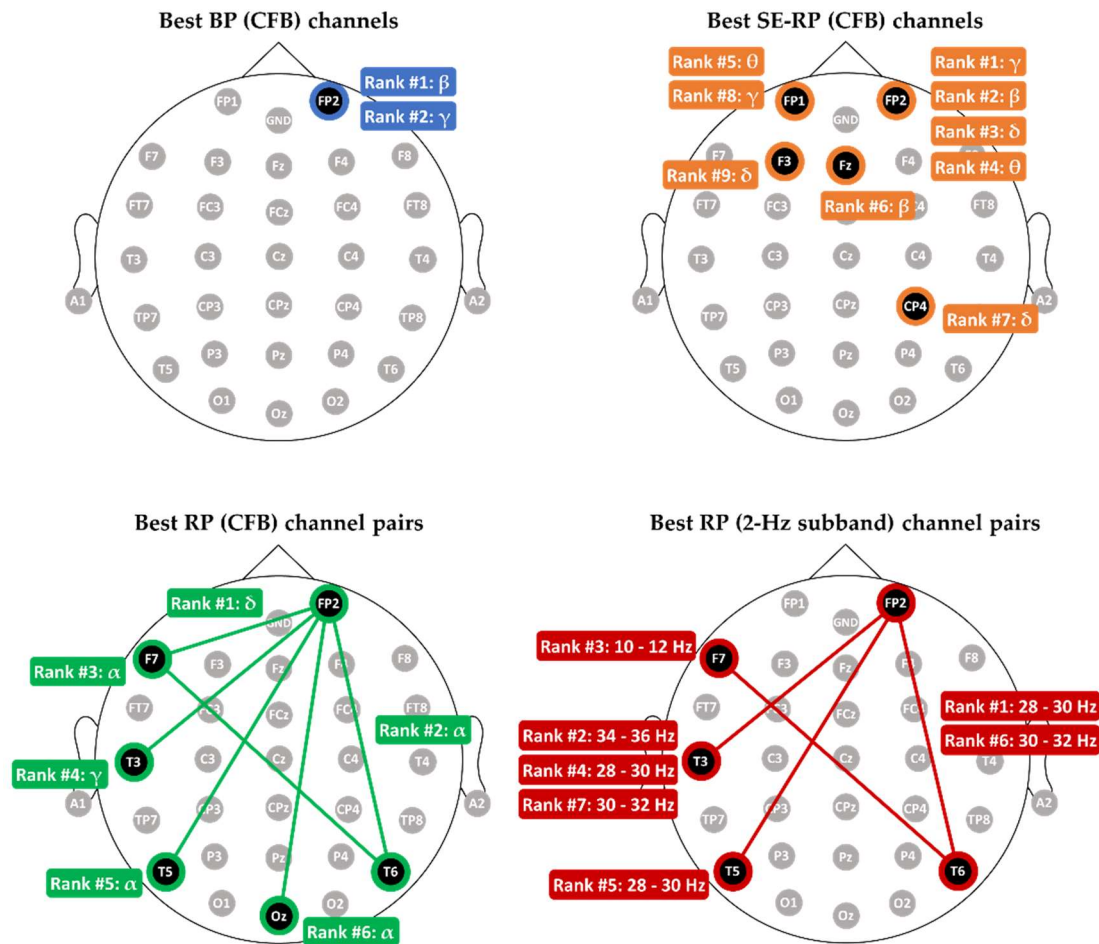 Best BP (CFB) channels
Rank #1: β
FP1 FP2
Rank #2: γ
GND
F7 F3 Fz F4 F8
FT7 FC3 FCz FC4 FT8
T3 C3 Cz C4 T4
A1 A2
TP7 CP3 CPz CP4 TP8
T5 P3 Pz P4 T6
O1 Oz O2
Best SE-RP (CFB) channels
Rank #5: θ Rank #1: γ
Rank #8: γ FP1 FP2 Rank #2: β
GND Rank #3: δ
F7 F3 Fz F4
Rank #9: δ Rank #4: θ
FT7 FC3 Rank #6: β C4 FT8
T3 C3 Cz C4 T4
A1 A2
TP7 CP3 CPz CP4 Rank #7: δ
T5 P3 Pz P4 T6
O1 Oz O2
Best RP (CFB) channel pairs
Rank #1: δ FP2
GND
F7 F3 Fz F4 F8
Rank #3: α
FT7 FC3 FCz FC4 FT8
Rank #2: α
T3 C3 Cz C4 T4
Rank #4: γ
A1 A2
TP7 CP3 CPz CP4 TP8
T5 P3 Pz P4 T6
Rank #5: α
O1 Oz O2
Rank #6: α
Best RP (2-Hz subband) channel pairs
FP1 FP2
GND
Rank #3: 10 - 12 Hz
F7 F3 Fz F4 F8
FT7 FC3 FCz FC4
Rank #1: 28 - 30 Hz
Rank #2: 34 - 36 Hz Rank #6: 30 - 32 Hz
T3 C3 Cz C4 T4
Rank #4: 28 - 30 Hz
Rank #7: 30 - 32 Hz A2
TP7 CP3 CPz CP4 TP8
T5 P3 Pz P4 T6
Rank #5: 28 - 30 Hz
O1 Oz O2